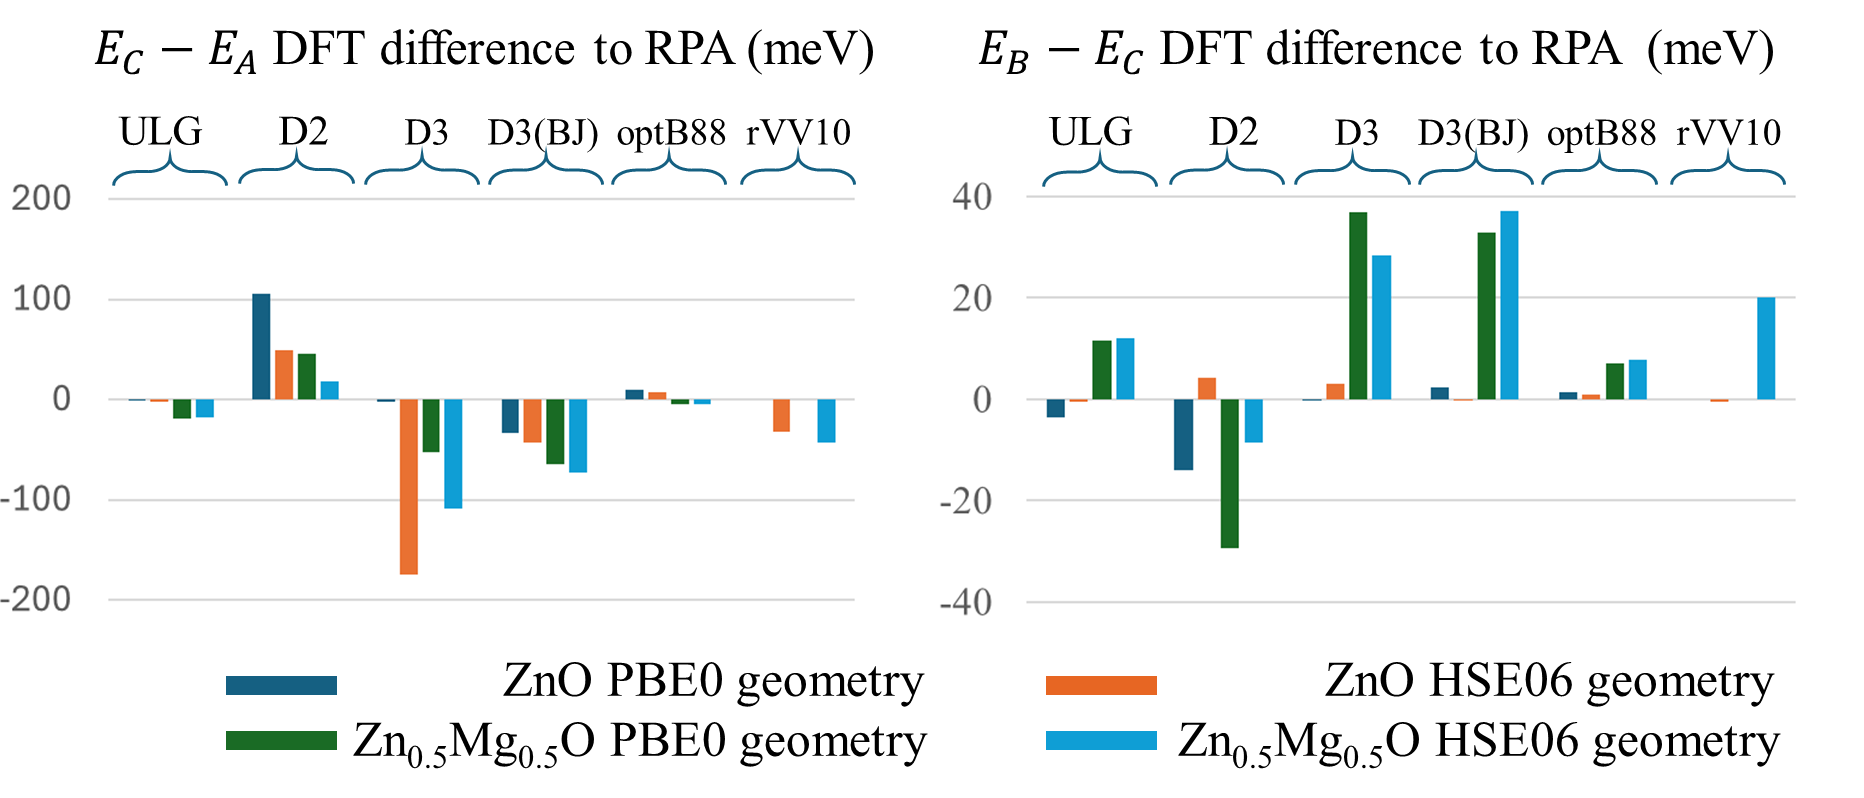 E_C − E_A DFT difference to RPA (meV)
ULG D2 D3 D3(BJ) optB88 rVV10
200
100
0
-100
-200
E_B − E_C DFT difference to RPA (meV)
ULG D2 D3 D3(BJ) optB88 rVV10
40
20
0
-20
-40
ZnO PBE0 geometry
ZnO HSE06 geometry
Zn0.5Mg0.5O PBE0 geometry
Zn0.5Mg0.5O HSE06 geometry